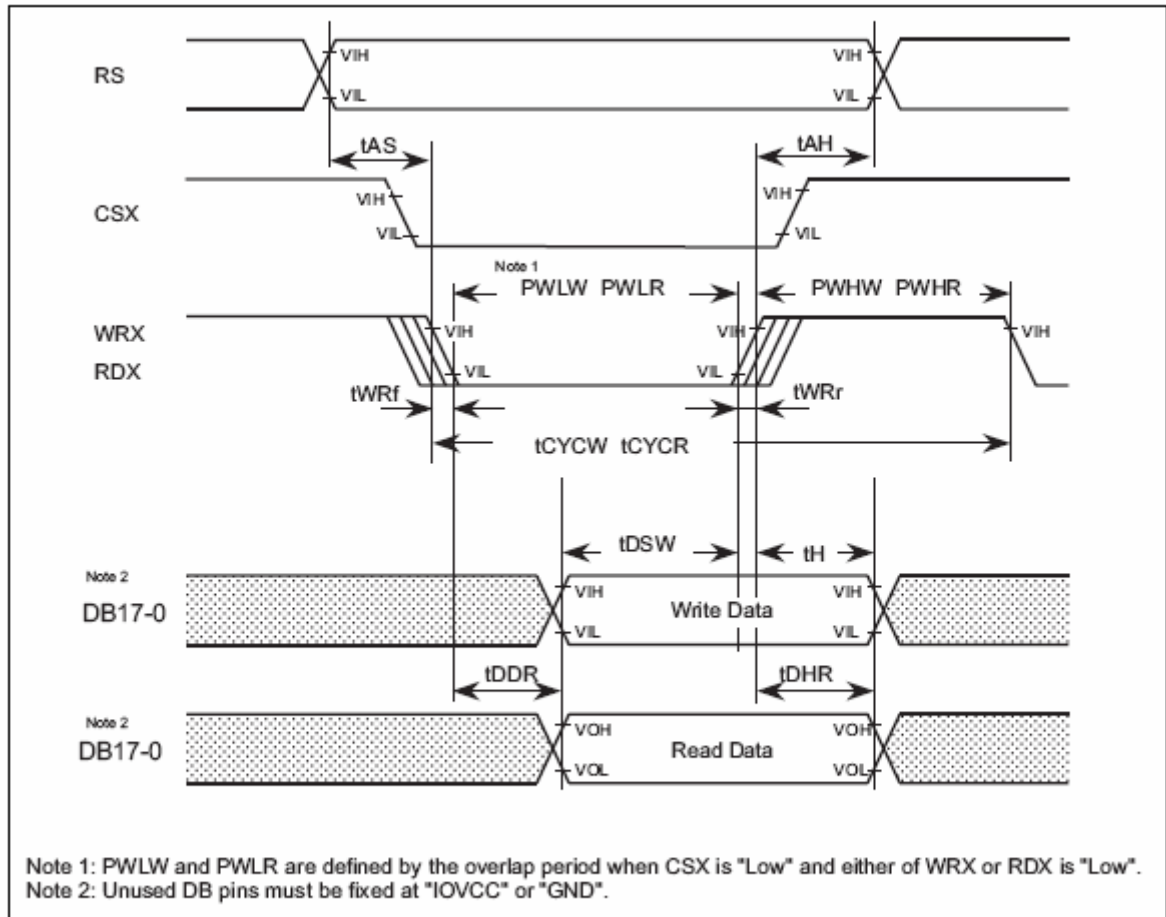 RS
VIH
VIH
VIL
VIL
tAS
tAH
CSX
VIH
VIH
VIL
VIL
Note 1
PWLW PWLR
PWHW PWHR
WRX
VIH
VIH
VIH
RDX
VIL
VIL
tWRf
tWRr
tCYCW tCYCR
tDSW
tH
Note 2
DB17-0
VIH
Write Data
VIH
VIL
VIL
tDDR
tDHR
Note 2
DB17-0
VOH
Read Data
VOH
VOL
VOL
Note 1: PWLW and PWLR are defined by the overlap period when CSX is "Low" and either of WRX or RDX is "Low".
Note 2: Unused DB pins must be fixed at "IOVCC" or "GND".